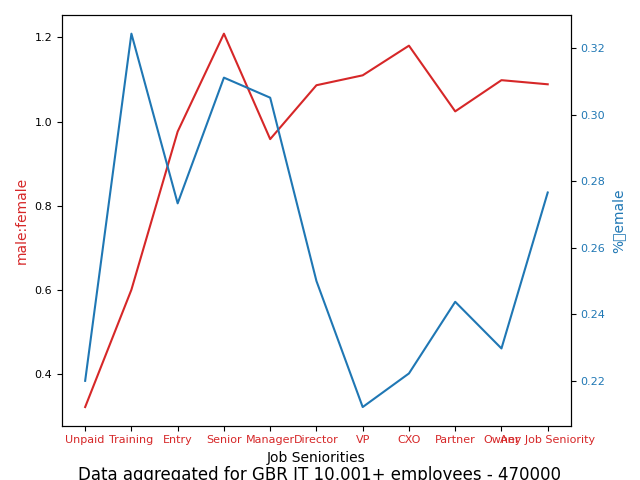 1.2
1.0
0.8
0.6
0.4
male:female
0.32
0.30
0.28
0.26
0.24
0.22
%▯emale
Unpaid Training Entry Senior Manager Director VP CXO Partner Owner Any Job Seniority
Job Seniorities
Data aggregated for GBR IT 10.001+ employees - 470000